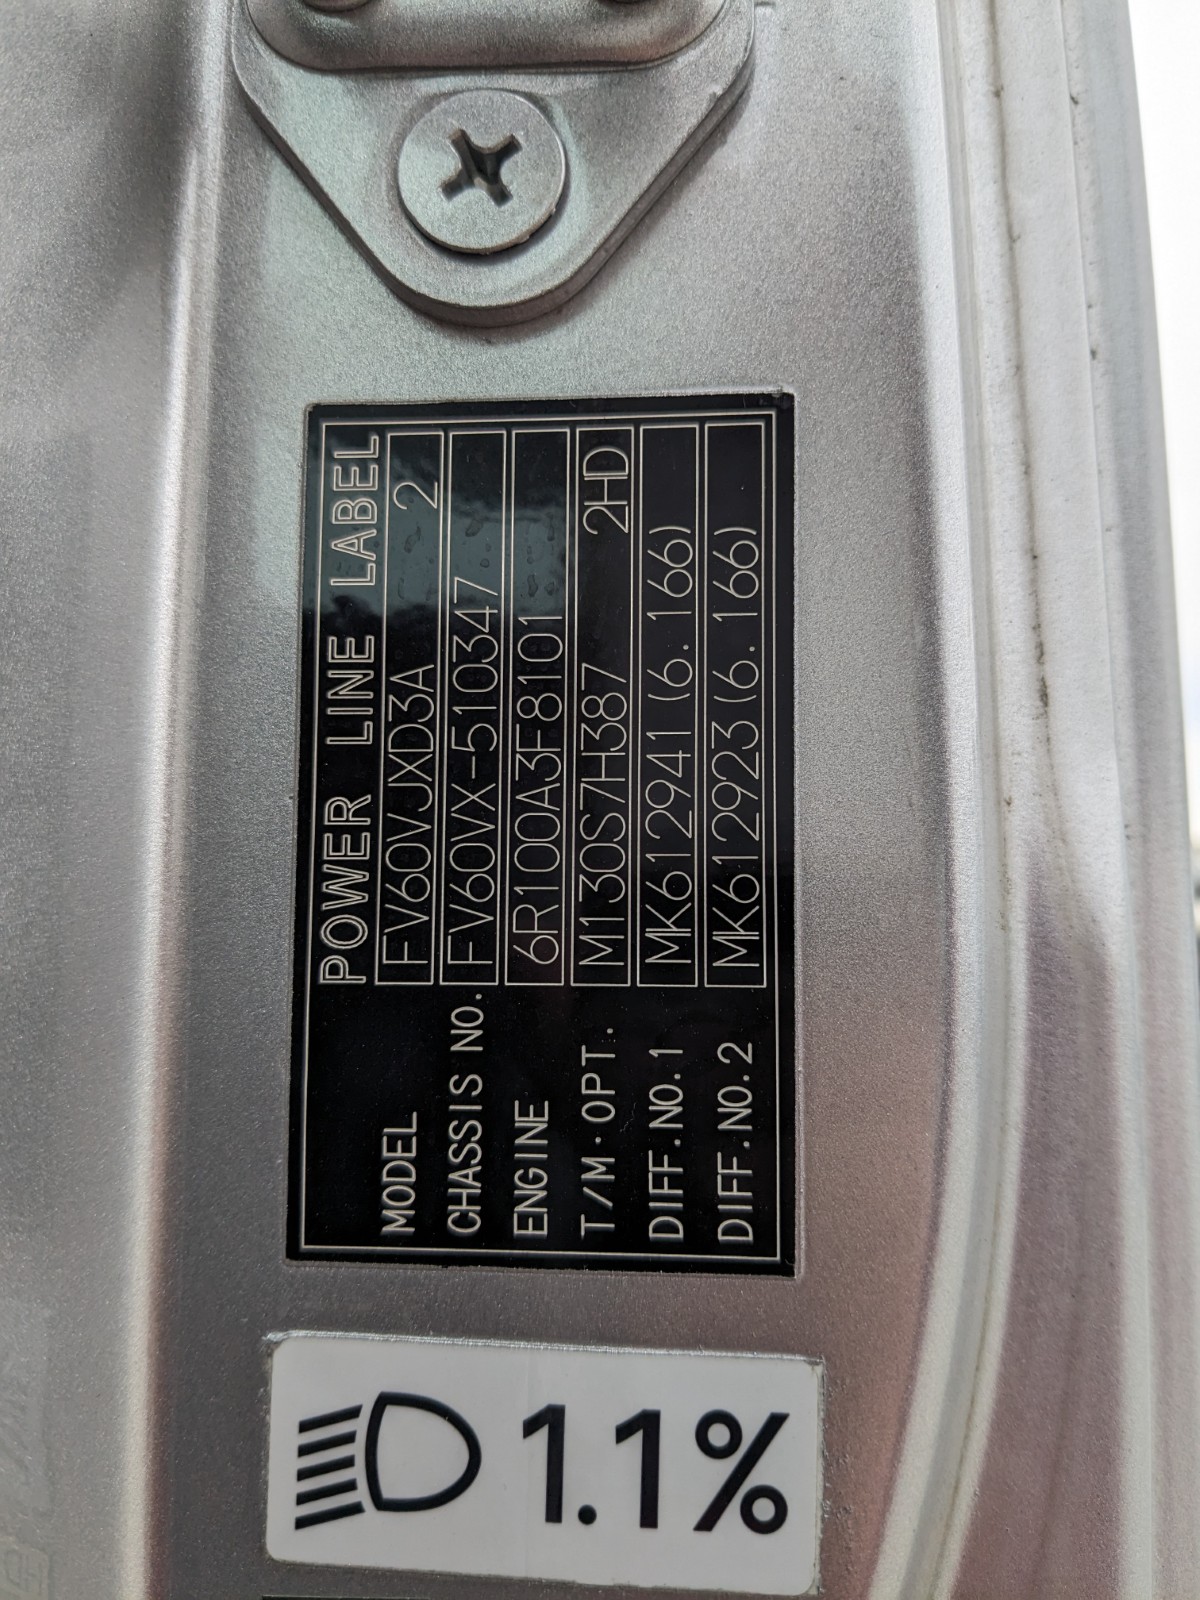 POWER LINE LABEL
MODEL FV60VJXD3A 2
CHASSIS NO. FV60VX-510347
ENGINE 6R100A3F8101
T/M·OPT. M130S7H387 2HD
DIFF.NO.1 MK612941(6.166)
DIFF.NO.2 MK612923(6.166)
1.1%